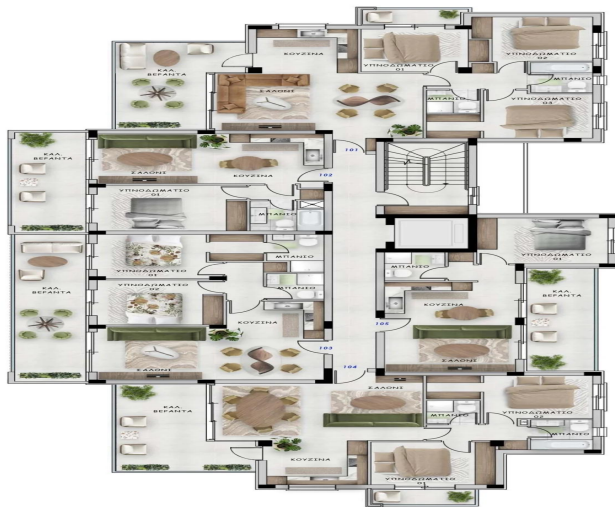 ΚΟΥΖΙΝΑ
ΥΠΝΟΔΩΜΑΤΙΟ
01
ΥΠΝΟΔΩΜΑΤΙΟ
02
ΚΑΛ.
ΒΕΡΑΝΤΑ
ΣΑΛΟΝΙ
ΜΠΑΝΙΟ
ΜΠΑΝΙΟ
ΥΠΝΟΔΩΜΑΤΙΟ
03
101
ΣΑΛΟΝΙ
ΚΟΥΖΙΝΑ
102
ΚΑΛ.
ΒΕΡΑΝΤΑ
ΥΠΝΟΔΩΜΑΤΙΟ
01
ΜΠΑΝΙΟ
ΥΠΝΟΔΩΜΑΤΙΟ
01
ΜΠΑΝΙΟ
ΜΠΑΝΙΟ
ΥΠΝΟΔΩΜΑΤΙΟ
01
ΚΑΛ.
ΒΕΡΑΝΤΑ
ΥΠΝΟΔΩΜΑΤΙΟ
02
ΜΠΑΝΙΟ
ΚΟΥΖΙΝΑ
ΚΑΛ.
ΒΕΡΑΝΤΑ
ΚΟΥΖΙΝΑ
105
ΣΑΛΟΝΙ
103
ΣΑΛΟΝΙ
104
ΣΑΛΟΝΙ
ΚΑΛ.
ΒΕΡΑΝΤΑ
ΜΠΑΝΙΟ
ΥΠΝΟΔΩΜΑΤΙΟ
02
ΜΠΑΝΙΟ
ΚΟΥΖΙΝΑ
ΥΠΝΟΔΩΜΑΤΙΟ
01